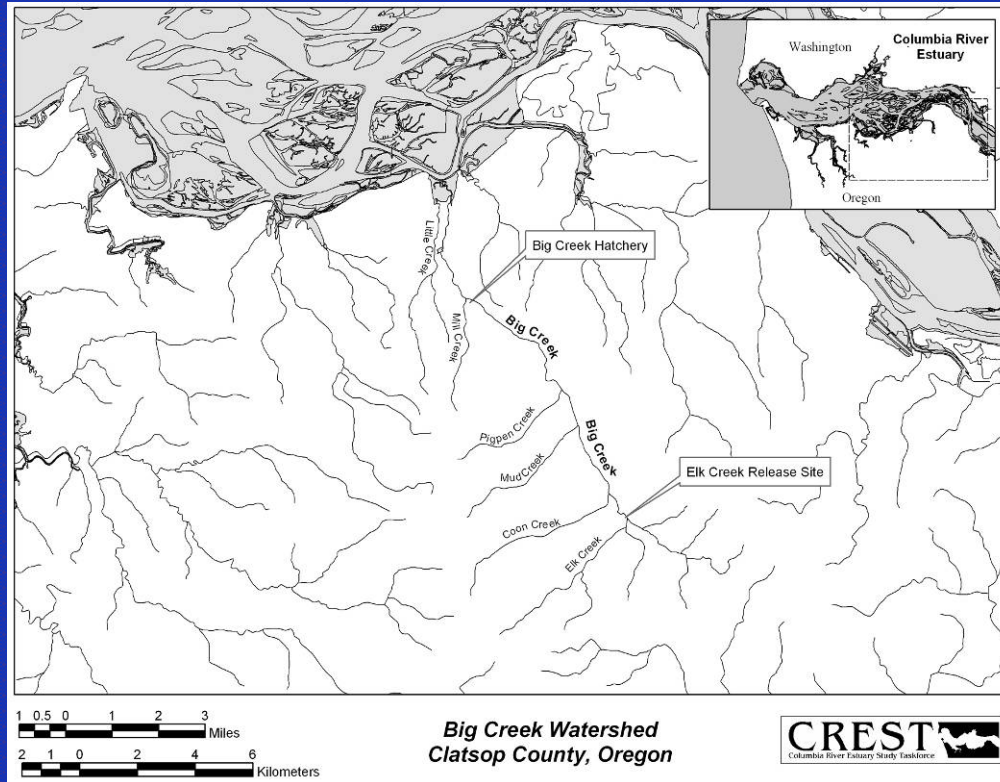 Washington
Columbia River
Estuary
Oregon
Little Creek
Big Creek Hatchery
Mill Creek
Big Creek
Pigpen Creek
Big Creek
Mud Creek
Elk Creek Release Site
Coon Creek
Elk Creek
1 0.5 0 1 2 3
Miles
2 1 0 2 4 6
Kilometers
Big Creek Watershed
Clatsop County, Oregon
CREST
Columbia River Estuary Study Taskforce